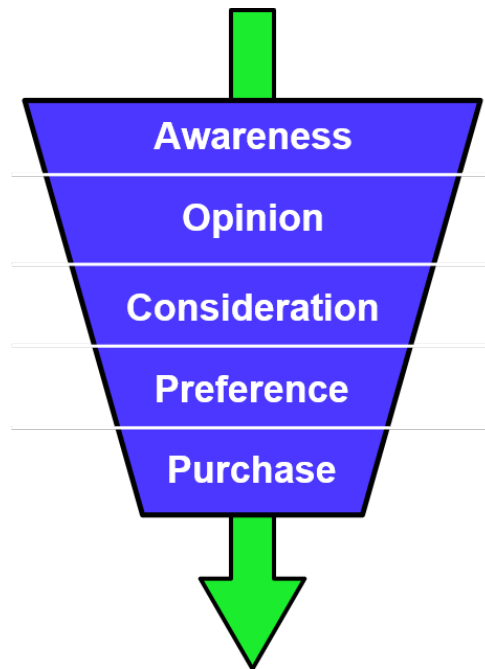 Awareness
Opinion
Consideration
Preference
Purchase